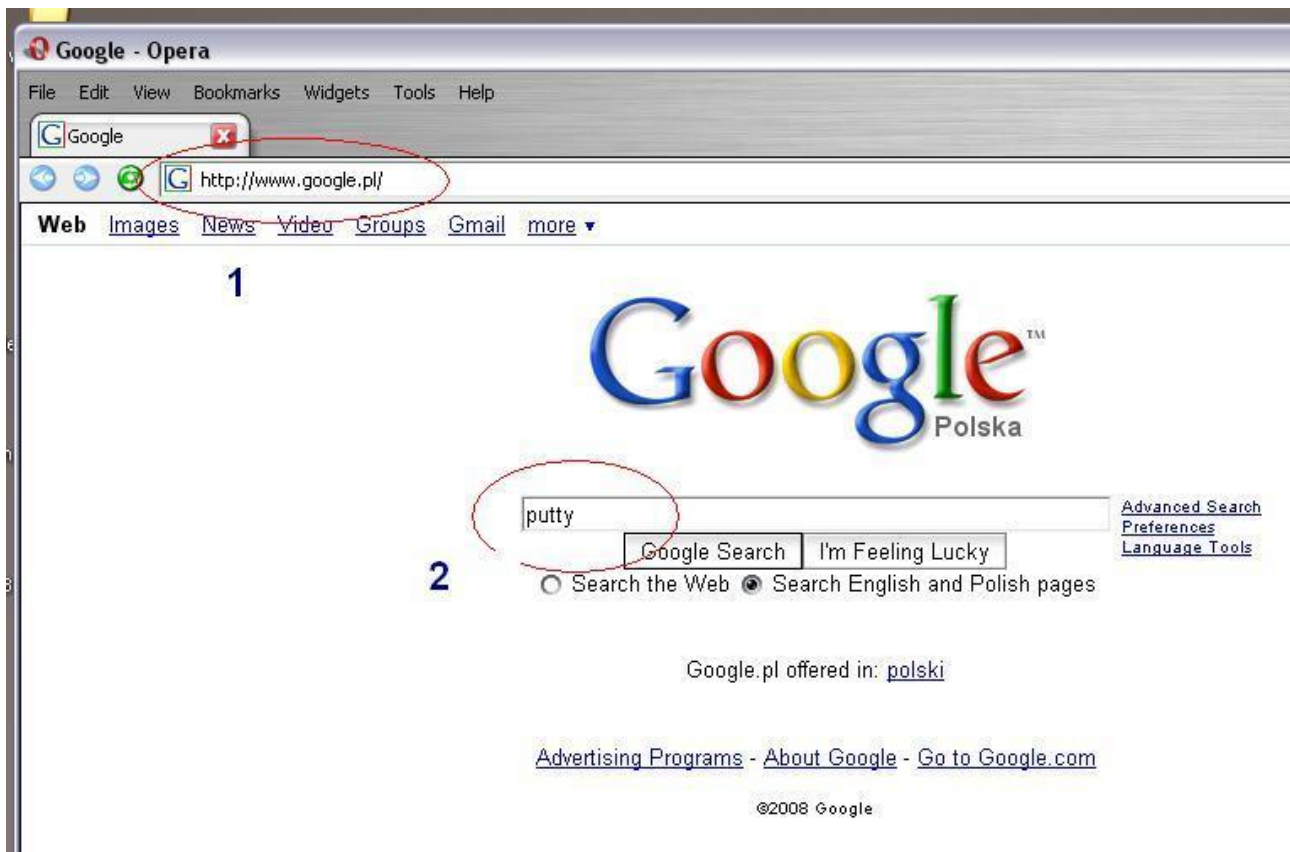 Google - Opera
File Edit View Bookmarks Widgets Tools Help
Google
http://www.google.pl/
Web Images News Video Groups Gmail more ▼
1
Google™
Polska
putty
Advanced Search
Preferences
Language Tools
Google Search I'm Feeling Lucky
2
Search the Web Search English and Polish pages
Google.pl offered in: polski
Advertising Programs - About Google - Go to Google.com
©2008 Google